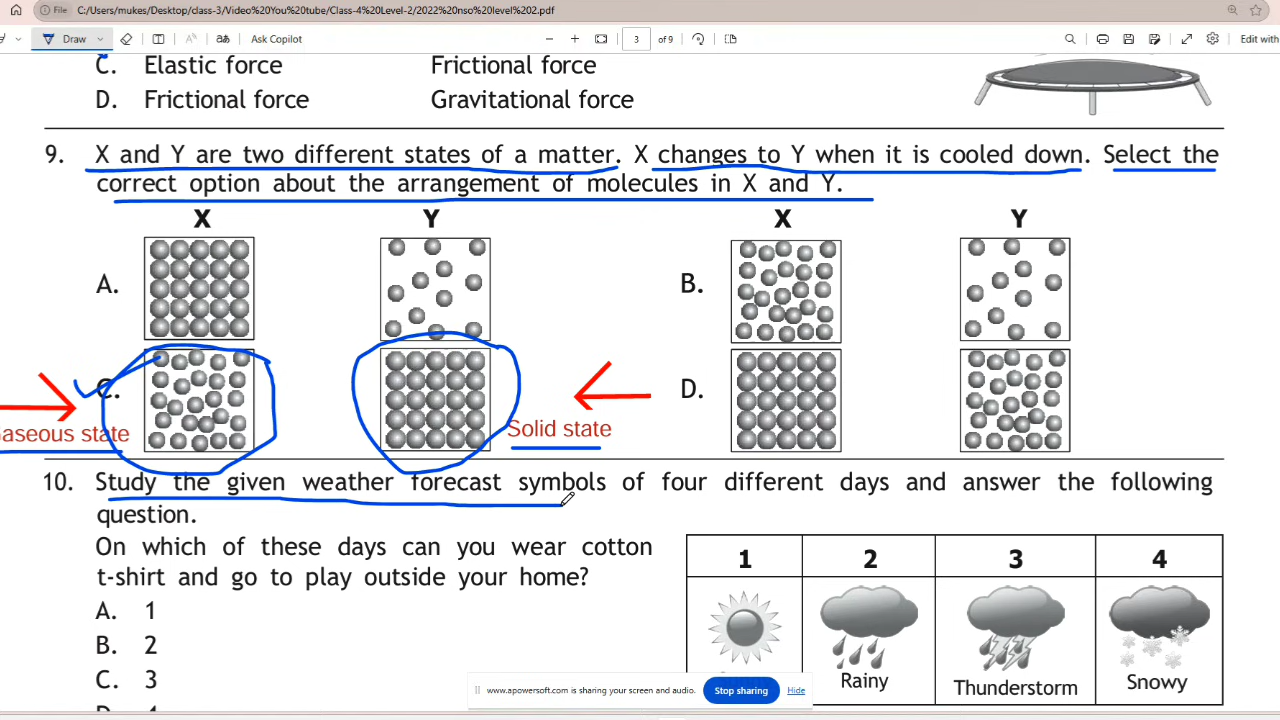 File C:/Users/mukes/Desktop/class-3/Video%20You%20tube/Class-4%20Level-2/2022%20nso%20level%202.pdf
Draw Ask Copilot 3 of 9 Edit with
C. Elastic force Frictional force
D. Frictional force Gravitational force
9. X and Y are two different states of a matter. X changes to Y when it is cooled down. Select the
correct option about the arrangement of molecules in X and Y.
X Y X Y
A. B.
C. D.
Gaseous state Solid state
10. Study the given weather forecast symbols of four different days and answer the following
question.
On which of these days can you wear cotton
t-shirt and go to play outside your home?
A. 1
B. 2
C. 3
1 2 3 4
Rainy Thunderstorm Snowy
www.apowersoft.com is sharing your screen and audio. Stop sharing Hide